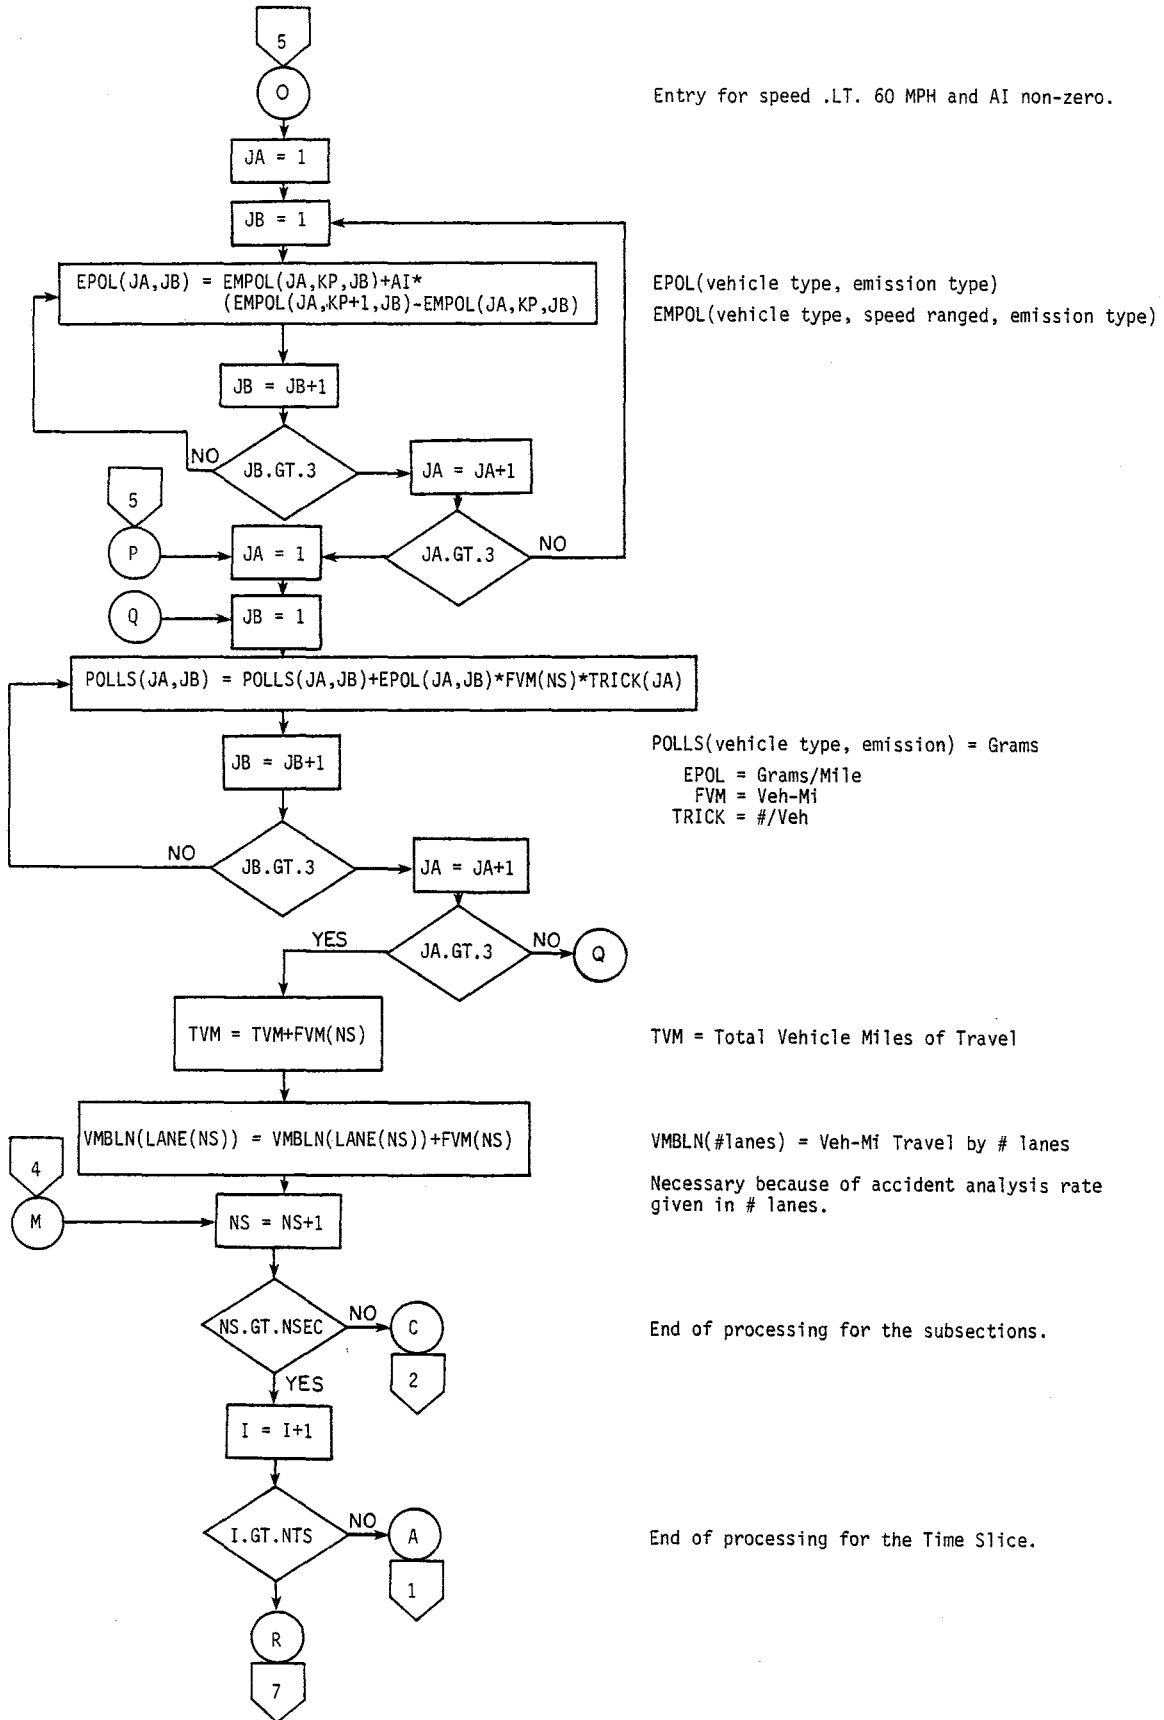 5
O
Entry for speed .LT. 60 MPH and AI non-zero.
JA = 1
JB = 1
EPOL(JA,JB) = EMPOL(JA,KP,JB)+AI*
(EMPOL(JA,KP+1,JB)-EMPOL(JA,KP,JB)
EPOL(vehicle type, emission type)
EMPOL(vehicle type, speed ranged, emission type)
JB = JB+1
NO
JB.GT.3
JA = JA+1
5
P
JA = 1
JA.GT.3
NO
Q
JB = 1
POLLS(JA,JB) = POLLS(JA,JB)+EPOL(JA,JB)*FVM(NS)*TRICK(JA)
POLLS(vehicle type, emission) = Grams
EPOL = Grams/Mile
FVM = Veh-Mi
TRICK = #/Veh
JB = JB+1
NO
JB.GT.3
JA = JA+1
YES
JA.GT.3
NO
Q
TVM = TVM+FVM(NS)
TVM = Total Vehicle Miles of Travel
VMBLN(LANE(NS)) = VMBLN(LANE(NS))+FVM(NS)
VMBLN(#lanes) = Veh-Mi Travel by # lanes
Necessary because of accident analysis rate
given in # lanes.
4
M
NS = NS+1
NS.GT.NSEC
NO
C
2
End of processing for the subsections.
YES
I = I+1
I.GT.NTS
NO
A
1
End of processing for the Time Slice.
R
7